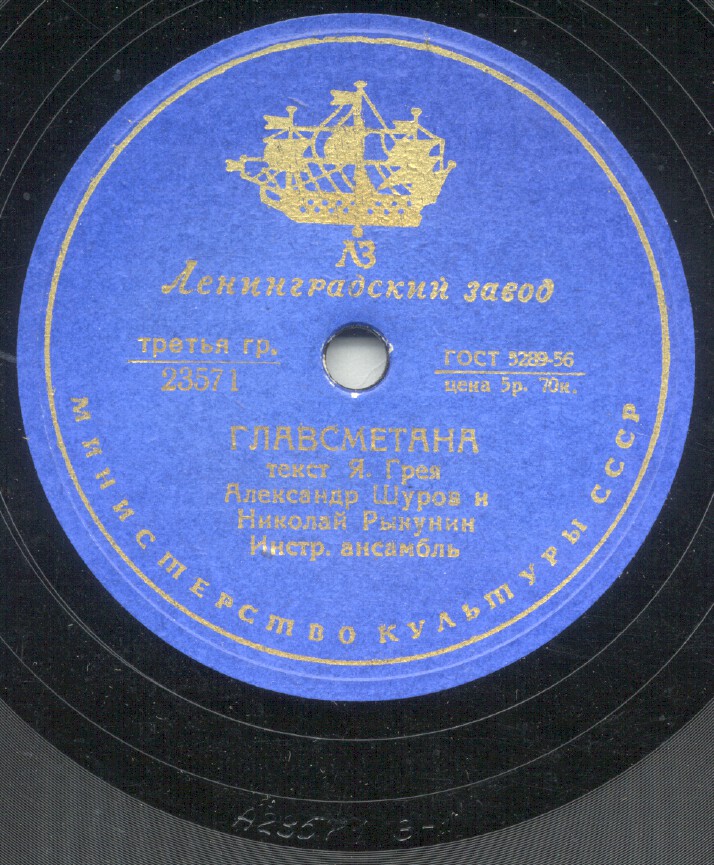 ЛЗ
Ленинградский завод
третья гр.
23571
ГОСТ 5289-56
цена 5р. 70к.
ГЛАВСМЕТАНА
текст Я. Грея
Александр Шуров и
Николай Рыкунин
Инстр. ансамбль
МИНИСТЕРСТВО КУЛЬТУРЫ СССР